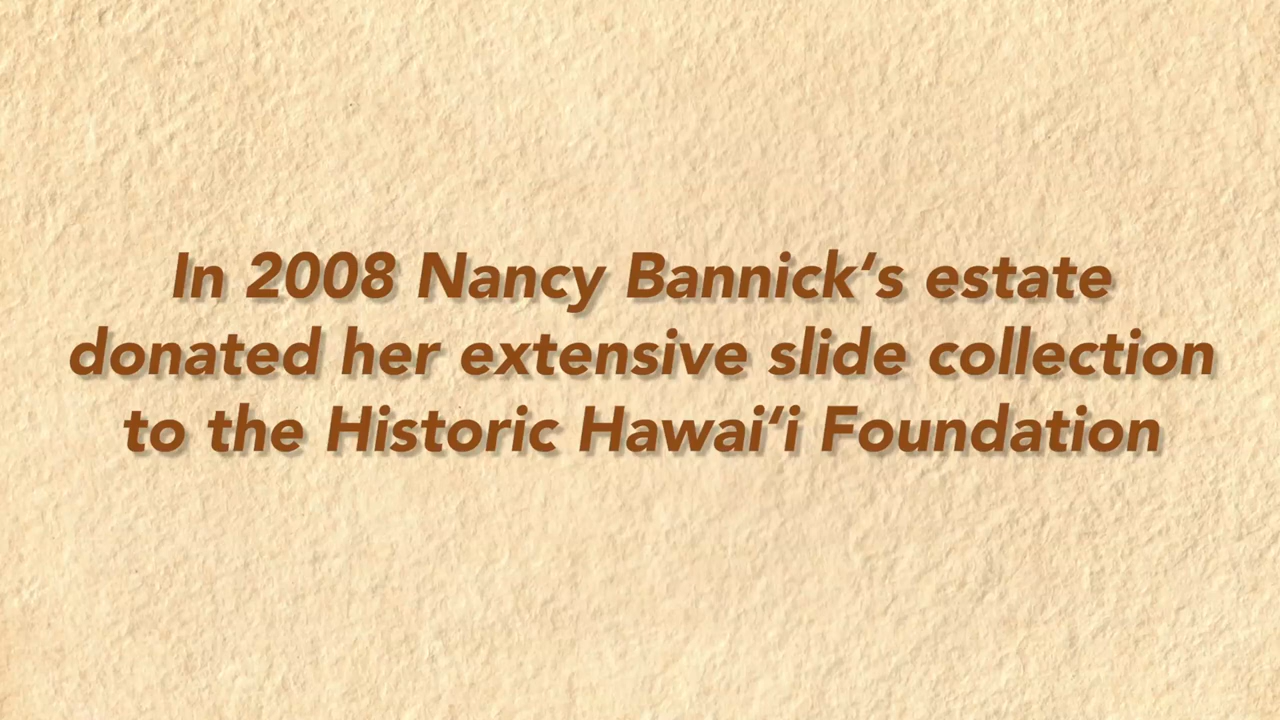 In 2008 Nancy Bannick‘s estate
donated her extensive slide collection
to the Historic Hawai‘i Foundation